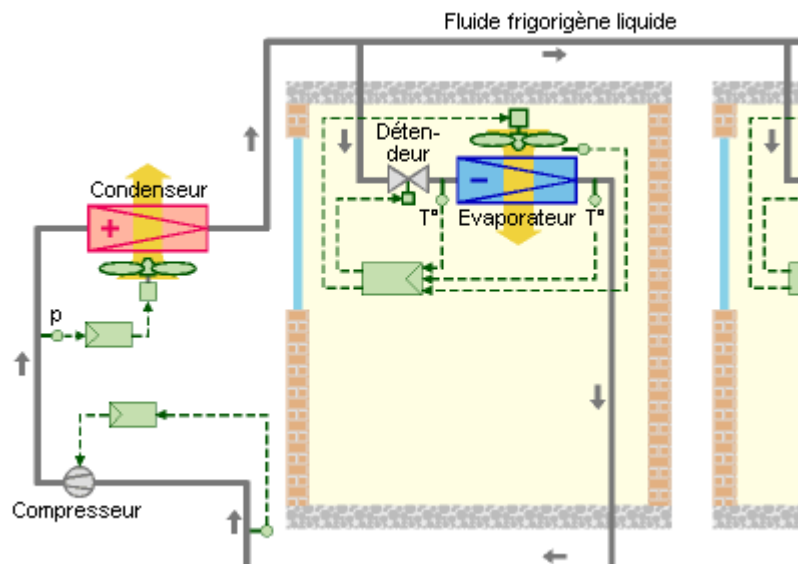 Fluide frigorigène liquide
Déten-
deur
Condenseur
+
-
T° Evaporateur T°
p
Compresseur